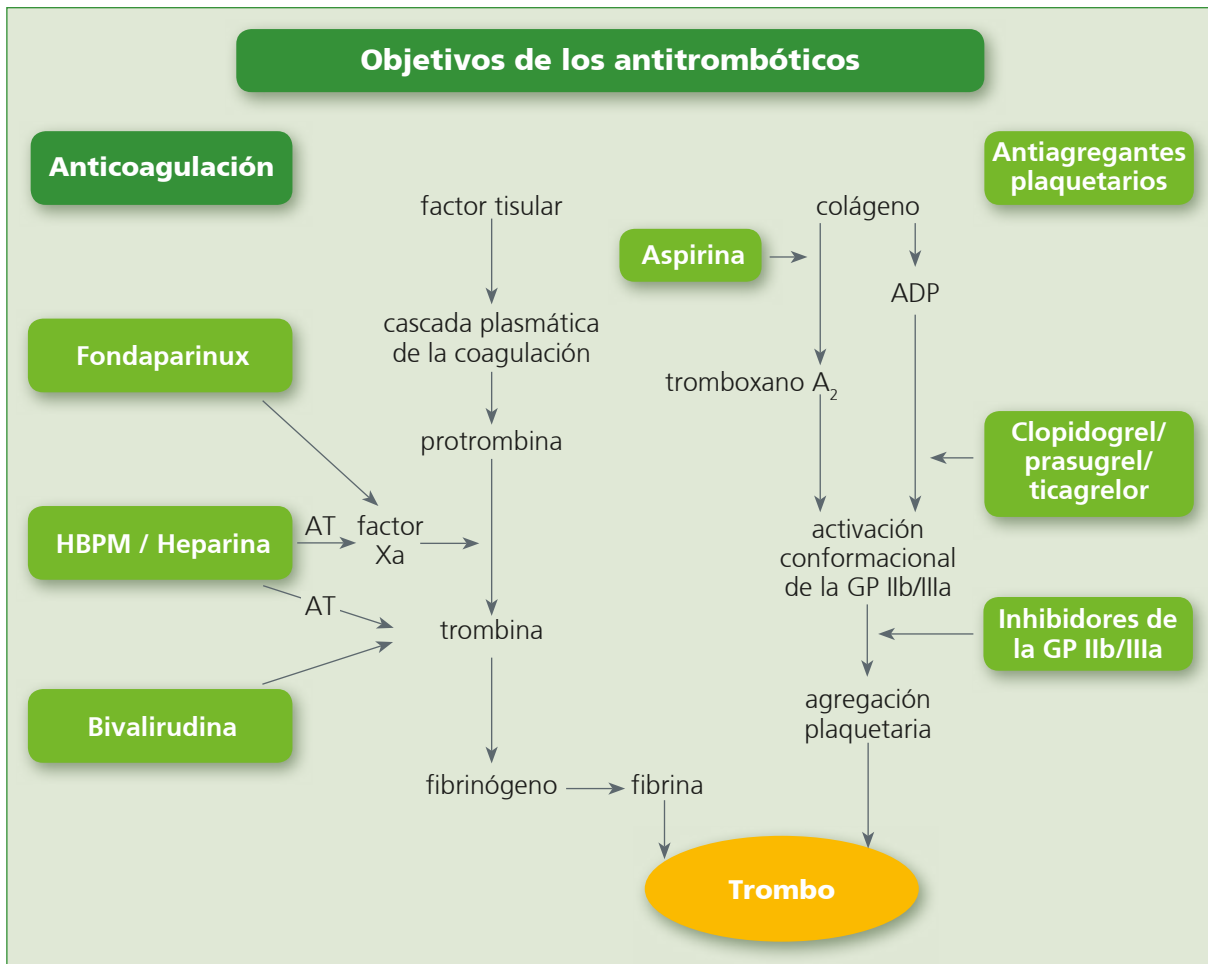 Objetivos de los antitrombóticos
Anticoagulación
Antiagregantes
plaquetarios
factor tisular
colágeno
Aspirina
ADP
cascada plasmática
de la coagulación
Fondaparinux
tromboxano A₂
protrombina
Clopidogrel/
prasugrel/
ticagrelor
HBPM / Heparina
AT
factor
Xa
activación
conformacional
de la GP IIb/IIIa
AT
trombina
Inhibidores de
la GP IIb/IIIa
Bivalirudina
agregación
plaquetaria
fibrinógeno
fibrina
Trombo